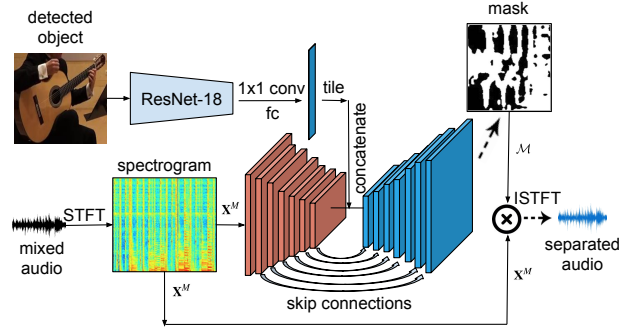 detected
object
ResNet-18
1x1 conv
fc
tile
concatenate
mask
ℳ
spectrogram
STFT
mixed
audio
X^M
X^M
skip connections
ISTFT
separated
audio
X^M